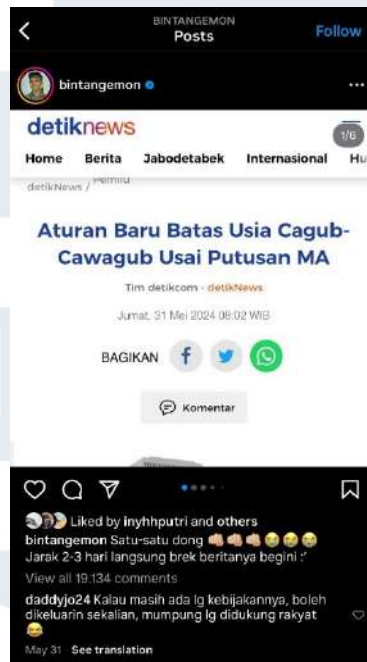 BINTANGEMON
Posts
Follow
bintangemon
detiknews
1/6
Home Berita Jabodetabek Internasional Hu
detikNews / Pemilu
Aturan Baru Batas Usia Cagub-
Cawagub Usai Putusan MA
Tim detikcom - detikNews
Jumat, 31 Mei 2024 08:02 WIB
BAGIKAN
Komentar
Liked by inyhhputri and others
bintangemon Satu-satu dong 👊🏼👊🏼👊🏼😂😂😂
Jarak 2-3 hari langsung brek beritanya begini :'
View all 19.134 comments
daddyjo24 Kalau masih ada lg kebijakannya, boleh
dikeluarin sekalian, mumpung lg didukung rakyat
😂
May 31 See translation